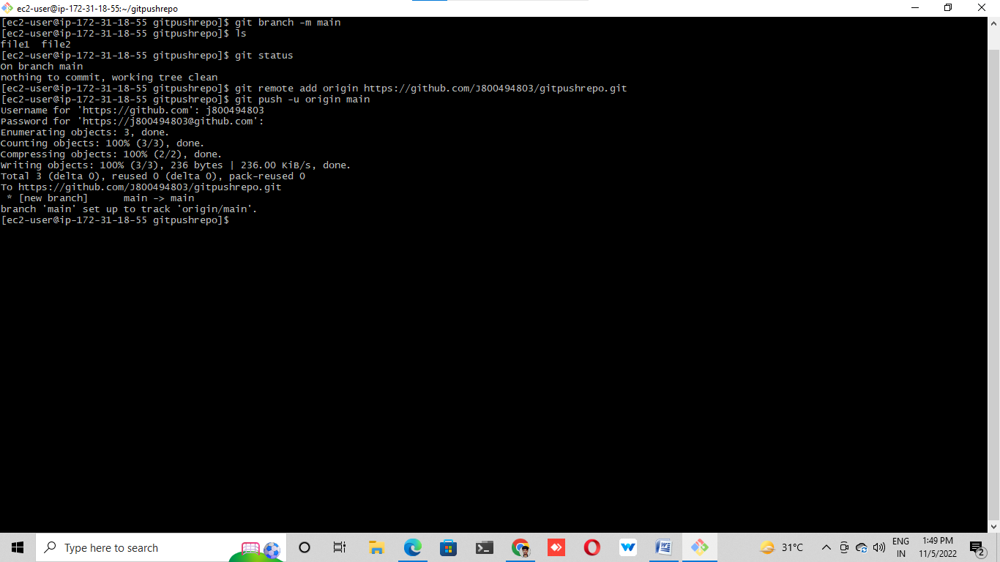 ec2-user@ip-172-31-18-55:~/gitpushrepo
[ec2-user@ip-172-31-18-55 gitpushrepo]$ git branch -m main
[ec2-user@ip-172-31-18-55 gitpushrepo]$ ls
file1  file2
[ec2-user@ip-172-31-18-55 gitpushrepo]$ git status
On branch main
nothing to commit, working tree clean
[ec2-user@ip-172-31-18-55 gitpushrepo]$ git remote add origin https://github.com/J800494803/gitpushrepo.git
[ec2-user@ip-172-31-18-55 gitpushrepo]$ git push -u origin main
Username for 'https://github.com': j800494803
Password for 'https://j800494803@github.com':
Enumerating objects: 3, done.
Counting objects: 100% (3/3), done.
Compressing objects: 100% (2/2), done.
Writing objects: 100% (3/3), 236 bytes | 236.00 KiB/s, done.
Total 3 (delta 0), reused 0 (delta 0), pack-reused 0
To https://github.com/J800494803/gitpushrepo.git
 * [new branch]      main -> main
branch 'main' set up to track 'origin/main'.
[ec2-user@ip-172-31-18-55 gitpushrepo]$
Type here to search
31°C
ENG
IN
1:49 PM
11/5/2022
2